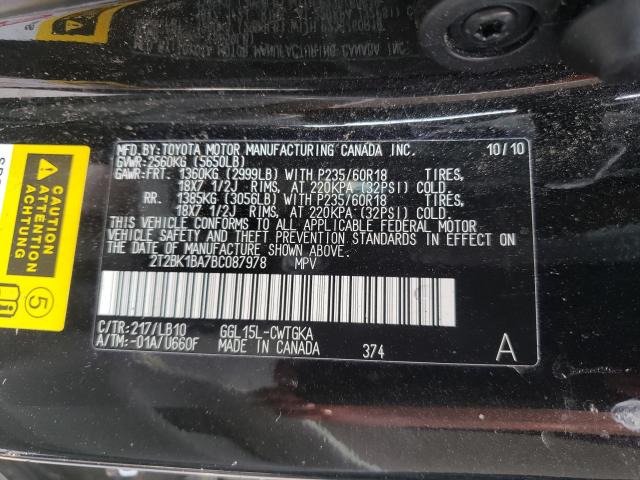 MFD.BY:TOYOTA MOTOR MANUFACTURING CANADA INC. 10/10
GVWR:2560KG (5650LB)
GAWR:FRT. 1360KG (2999LB) WITH P235/60R18 TIRES,
18X7 1/2J RIMS, AT 220KPA (32PSI) COLD.
RR. 1385KG (3056LB) WITH P235/60R18 TIRES,
18X7 1/2J RIMS, AT 220KPA (32PSI) COLD.
THIS VEHICLE CONFORMS TO ALL APPLICABLE FEDERAL MOTOR
VEHICLE SAFETY AND THEFT PREVENTION STANDARDS IN EFFECT
ON THE DATE OF MANUFACTURE SHOWN ABOVE.
2T2BK1BA7BC087978 MPV
C/TR:217/LB10 GGL15L-CWTGKA
A/TM:-01A/U660F MADE IN CANADA 374 A
CAUTION
ATTENTION
5